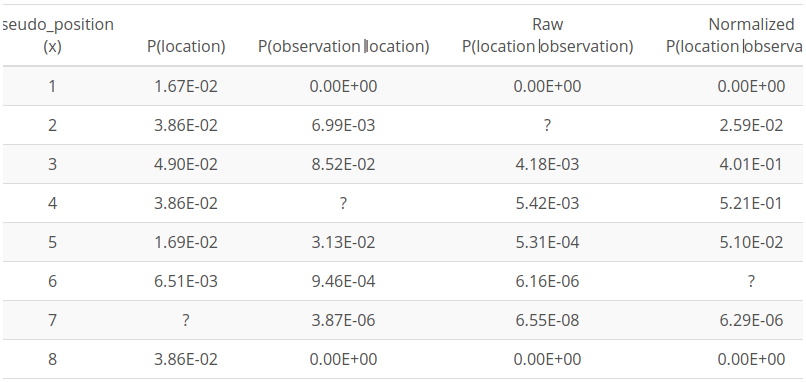 seudo_position Raw Normalized
(x) P(location) P(observation|location) P(location|observation) P(location|observa
1 1.67E-02 0.00E+00 0.00E+00 0.00E+00
2 3.86E-02 6.99E-03 ? 2.59E-02
3 4.90E-02 8.52E-02 4.18E-03 4.01E-01
4 3.86E-02 ? 5.42E-03 5.21E-01
5 1.69E-02 3.13E-02 5.31E-04 5.10E-02
6 6.51E-03 9.46E-04 6.16E-06 ?
7 ? 3.87E-06 6.55E-08 6.29E-06
8 3.86E-02 0.00E+00 0.00E+00 0.00E+00